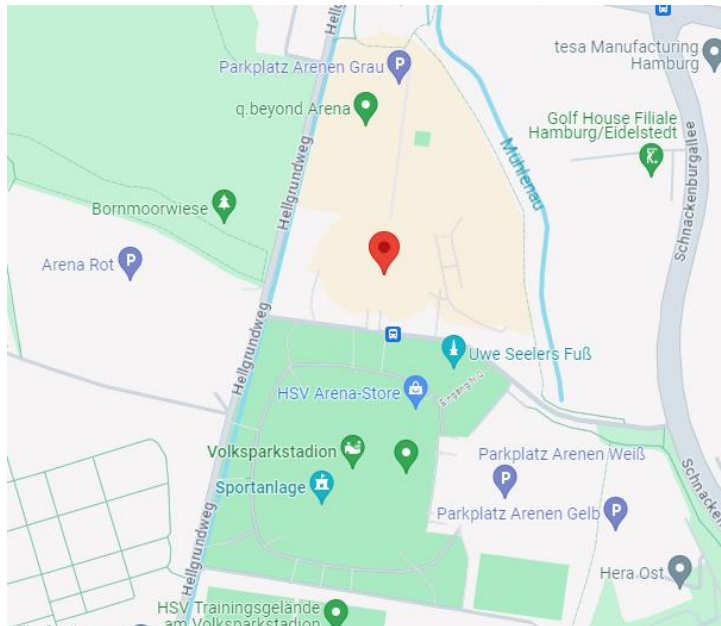 Hellgrundweg
Parkplatz Arenen Grau
P
q.beyond Arena
tesa Manufacturing
Hamburg
Golf House Filiale
Hamburg/Eidelstedt
Mühlenau
Schnackenburgallee
Hellgrundweg
Bornmoorwiese
Arena Rot
P
Hellgrundweg
Uwe Seelers Fuß
HSV Arena-Store
Volksparkstadion
Sportanlage
Parkplatz Arenen Weiß
P
Parkplatz Arenen Gelb
P
Hera Ost
Hellgrundweg
HSV Trainingsgelände
am Volksparkstadion